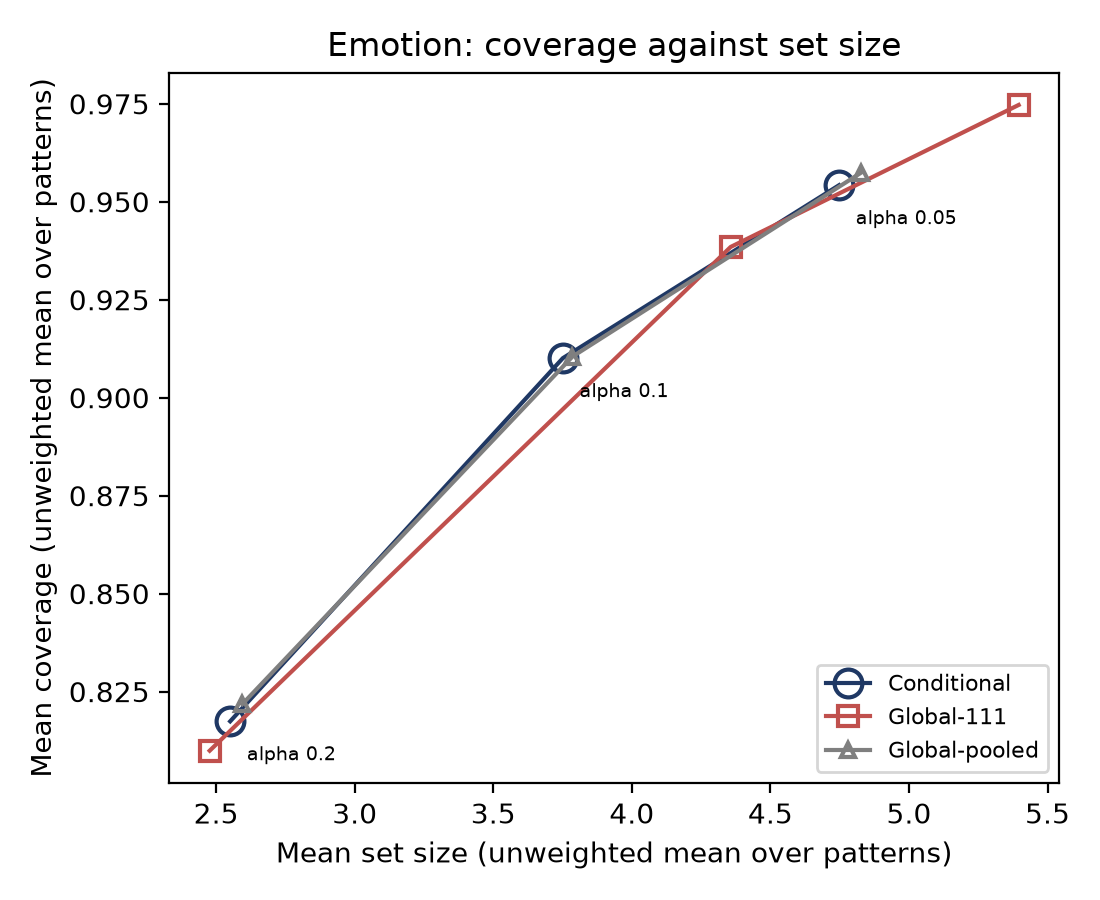 Emotion: coverage against set size
Mean coverage (unweighted mean over patterns)
0.975
0.950
0.925
0.900
0.875
0.850
0.825
alpha 0.05
alpha 0.1
alpha 0.2
Conditional
Global-111
Global-pooled
2.5 3.0 3.5 4.0 4.5 5.0 5.5
Mean set size (unweighted mean over patterns)